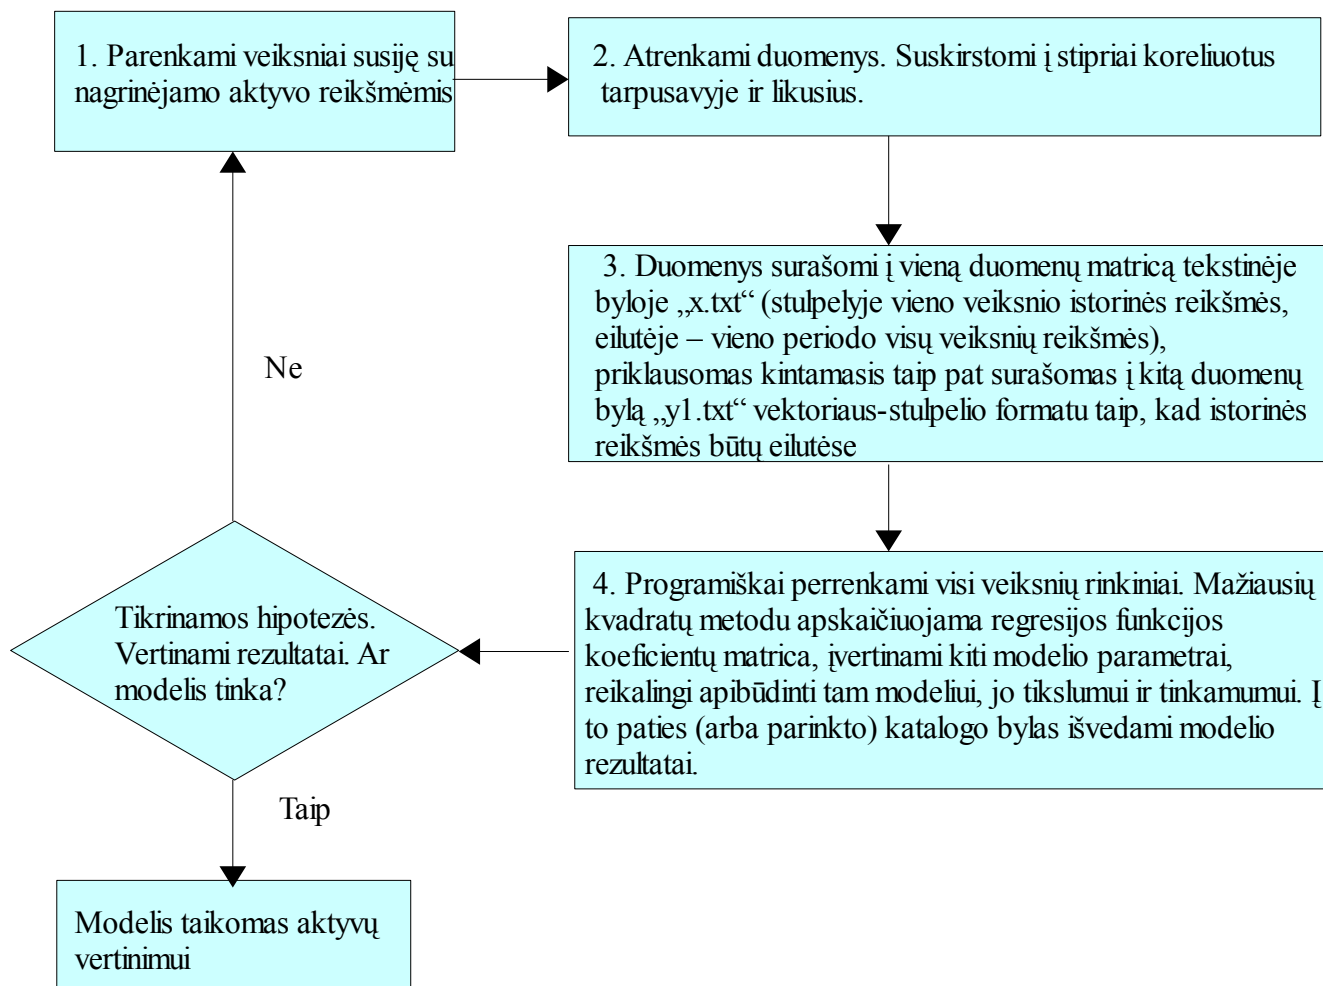 1. Parenkami veiksniai susiję su
nagrinėjamo aktyvo reikšmėmis
2. Atrenkami duomenys. Suskirstomi į stipriai koreliuotus
tarpusavyje ir likusius.
3. Duomenys surašomi į vieną duomenų matricą tekstinėje
byloje „x.txt“ (stulpelyje vieno veiksnio istorinės reikšmės,
eilutėje – vieno periodo visų veiksnių reikšmės),
priklausomas kintamasis taip pat surašomas į kitą duomenų
bylą „y1.txt“ vektoriaus-stulpelio formatu taip, kad istorinės
reikšmės būtų eilutėse
Ne
4. Programiškai perrenkami visi veiksnių rinkiniai. Mažiausių
kvadratų metodu apskaičiuojama regresijos funkcijos
koeficientų matrica, įvertinami kiti modelio parametrai,
reikalingi apibūdinti tam modeliui, jo tikslumui ir tinkamumui. Į
to paties (arba parinkto) katalogo bylas išvedami modelio
rezultatai.
Tikrinamos hipotezės.
Vertinami rezultatai. Ar
modelis tinka?
Taip
Modelis taikomas aktyvų
vertinimui